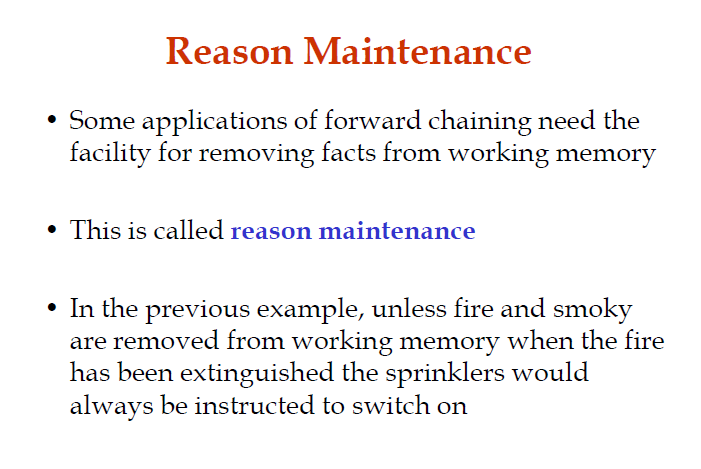 Reason Maintenance
• Some applications of forward chaining need the
facility for removing facts from working memory
• This is called reason maintenance
• In the previous example, unless fire and smoky
are removed from working memory when the fire
has been extinguished the sprinklers would
always be instructed to switch on